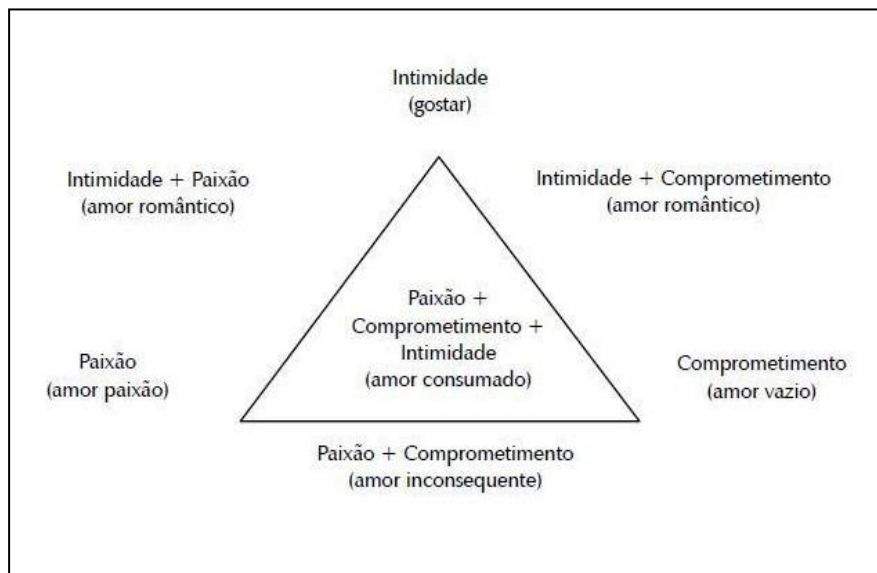 Intimidade
(gostar)
Intimidade + Paixão
(amor romântico)
Intimidade + Comprometimento
(amor romântico)
Paixão +
Comprometimento +
Intimidade
(amor consumado)
Paixão
(amor paixão)
Comprometimento
(amor vazio)
Paixão + Comprometimento
(amor inconsequente)